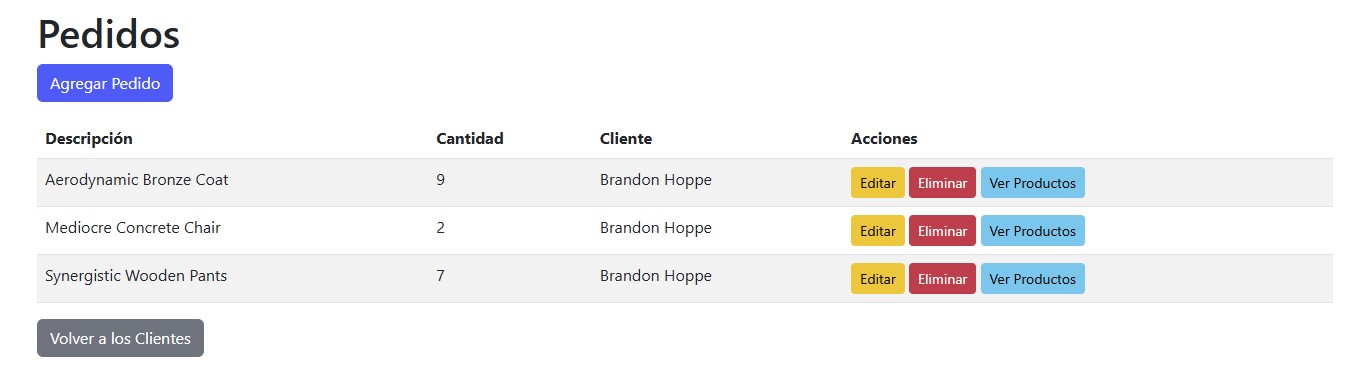 Pedidos
Agregar Pedido
Descripción Cantidad Cliente Acciones
Aerodynamic Bronze Coat 9 Brandon Hoppe Editar Eliminar Ver Productos
Mediocre Concrete Chair 2 Brandon Hoppe Editar Eliminar Ver Productos
Synergistic Wooden Pants 7 Brandon Hoppe Editar Eliminar Ver Productos
Volver a los Clientes